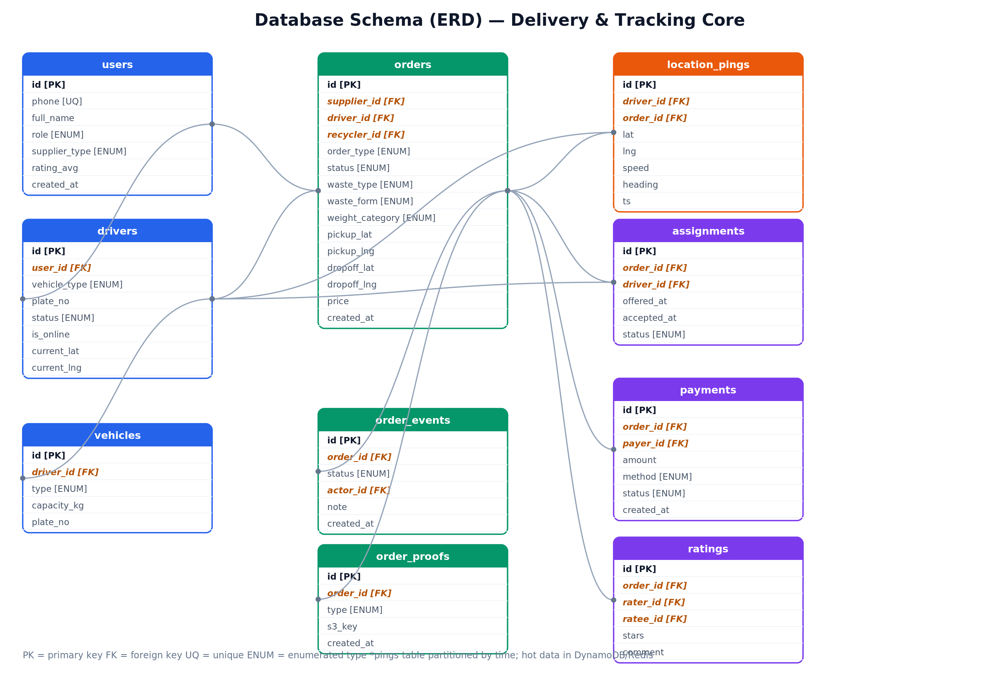 Database Schema (ERD) — Delivery & Tracking Core
users
id [PK]
phone [UQ]
full_name
role [ENUM]
supplier_type [ENUM]
rating_avg
created_at
drivers
id [PK]
user_id [FK]
vehicle_type [ENUM]
plate_no
status [ENUM]
is_online
current_lat
current_lng
vehicles
id [PK]
driver_id [FK]
type [ENUM]
capacity_kg
plate_no
orders
id [PK]
supplier_id [FK]
driver_id [FK]
recycler_id [FK]
order_type [ENUM]
status [ENUM]
waste_type [ENUM]
waste_form [ENUM]
weight_category [ENUM]
pickup_lat
pickup_lng
dropoff_lat
dropoff_lng
price
created_at
order_events
id [PK]
order_id [FK]
status [ENUM]
actor_id [FK]
note
created_at
order_proofs
id [PK]
order_id [FK]
type [ENUM]
s3_key
created_at
location_pings
id [PK]
driver_id [FK]
order_id [FK]
lat
lng
speed
heading
ts
assignments
id [PK]
order_id [FK]
driver_id [FK]
offered_at
accepted_at
status [ENUM]
payments
id [PK]
order_id [FK]
payer_id [FK]
amount
method [ENUM]
status [ENUM]
created_at
ratings
id [PK]
order_id [FK]
rater_id [FK]
ratee_id [FK]
stars
comment
PK = primary key FK = foreign key UQ = unique ENUM = enumerated type *pings table partitioned by time; hot data in DynamoDB/Redis